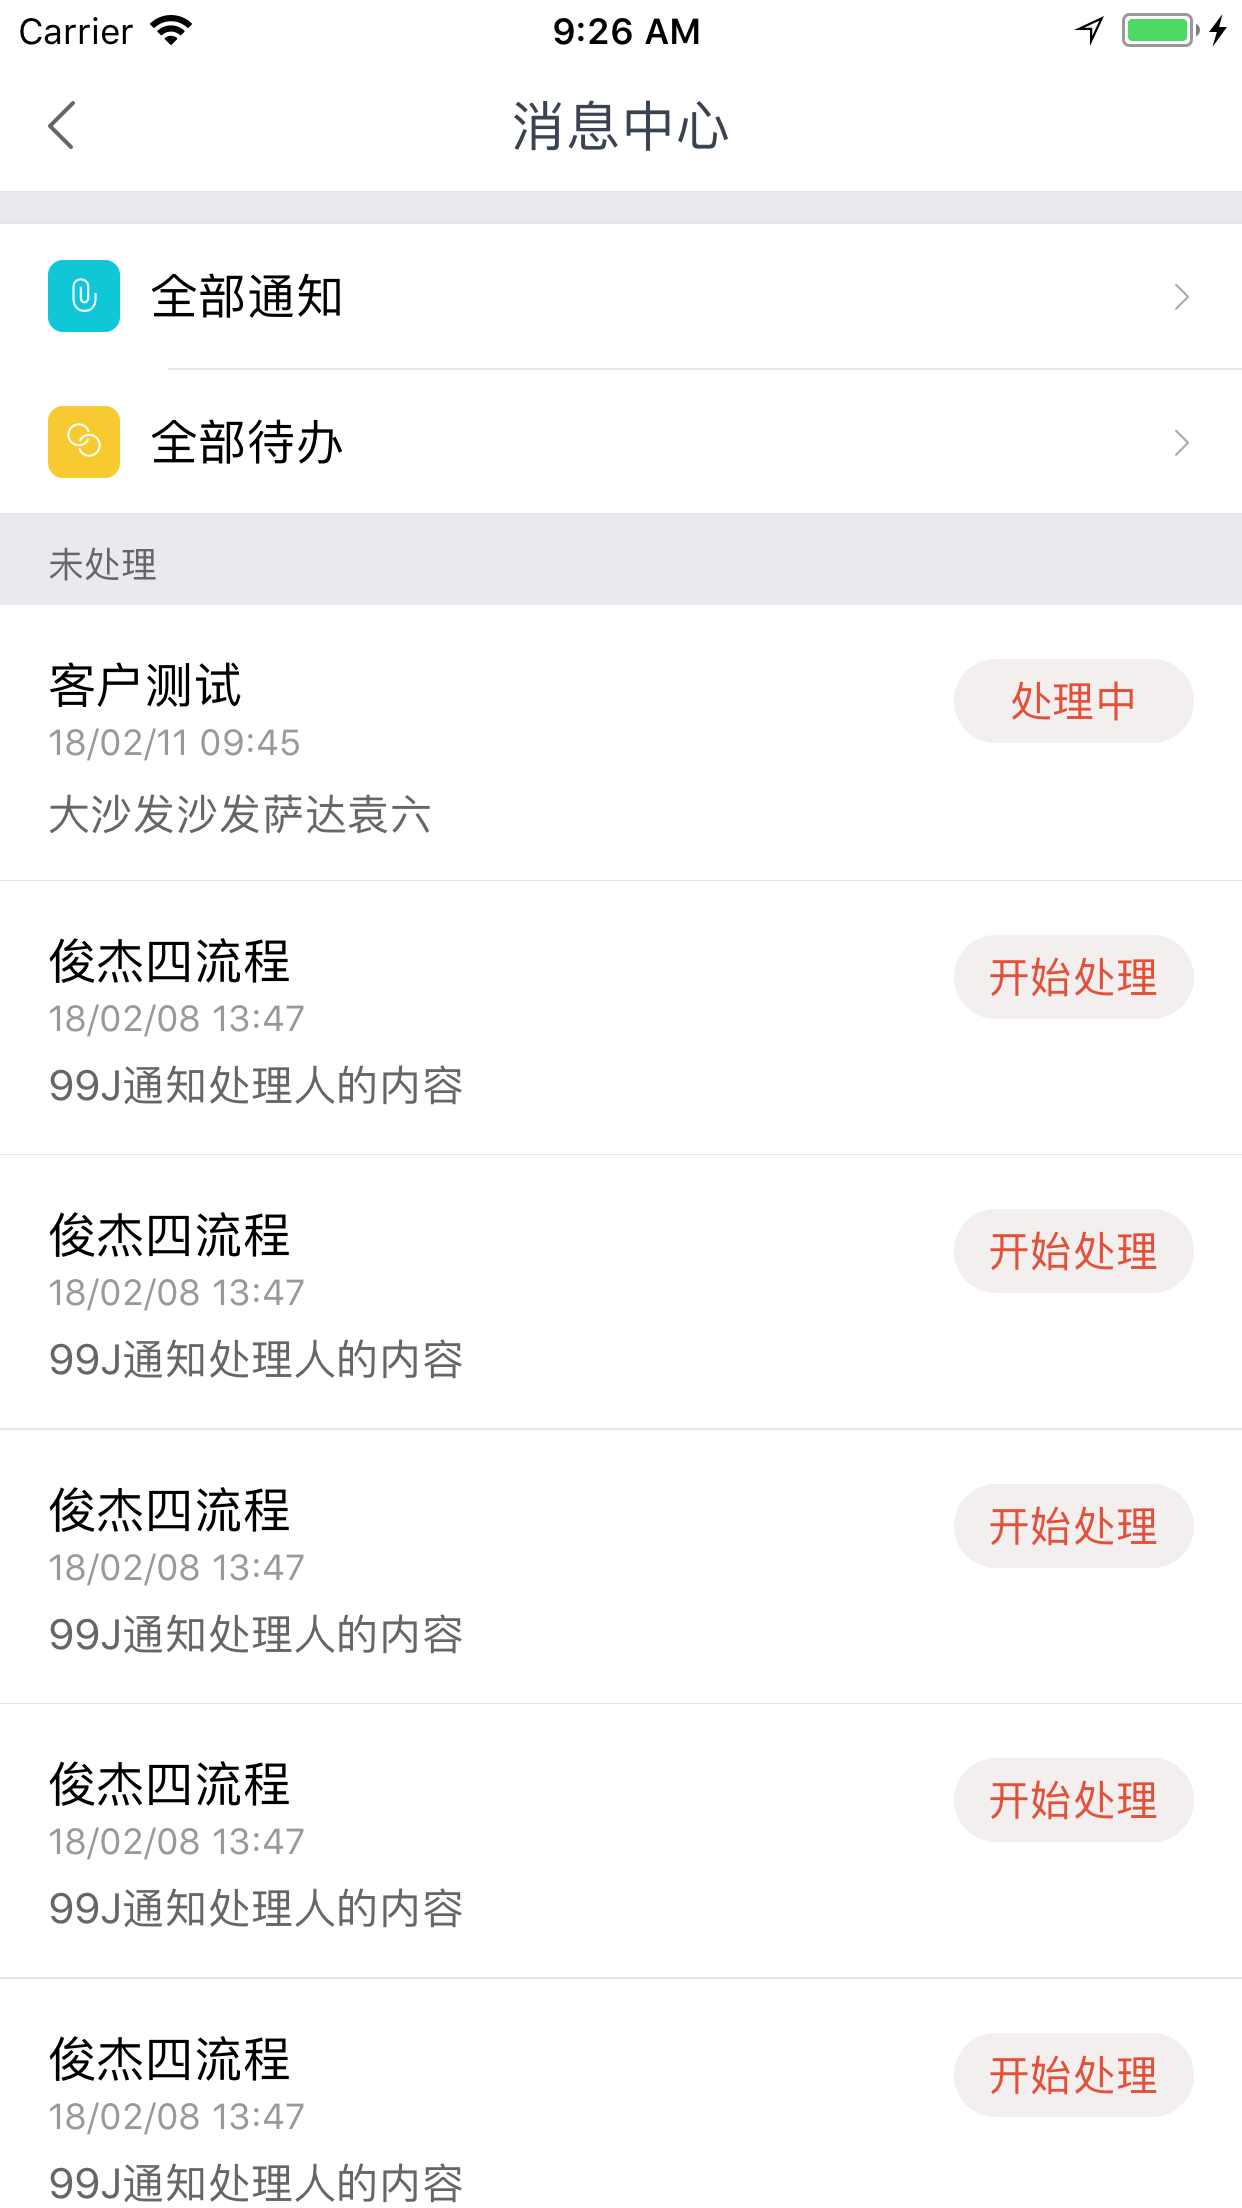 Carrier 9:26 AM
消息中心
全部通知
全部待办
未处理
客户测试
处理中
18/02/11 09:45
大沙发沙发萨达袁六
俊杰四流程
开始处理
18/02/08 13:47
99J通知处理人的内容
俊杰四流程
开始处理
18/02/08 13:47
99J通知处理人的内容
俊杰四流程
开始处理
18/02/08 13:47
99J通知处理人的内容
俊杰四流程
开始处理
18/02/08 13:47
99J通知处理人的内容
俊杰四流程
开始处理
18/02/08 13:47
99J通知处理人的内容